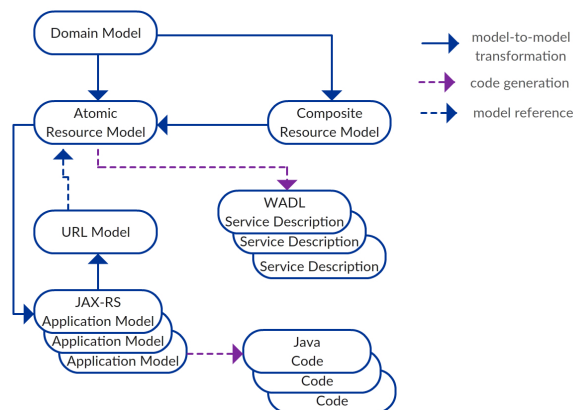 Domain Model
model-to-model
transformation
code generation
model reference
Atomic
Resource Model
Composite
Resource Model
WADL
Service Description
Service Description
Service Description
URL Model
JAX-RS
Application Model
Application Model
Application Model
Java
Code
Code
Code